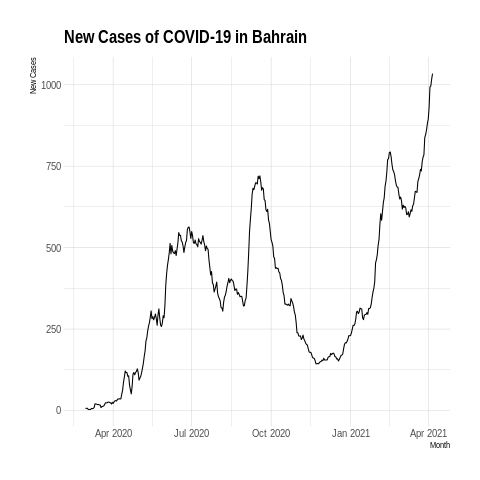 New Cases of COVID-19 in Bahrain
New Cases
1000
750
500
250
0
Apr 2020 Jul 2020 Oct 2020 Jan 2021 Apr 2021
Month